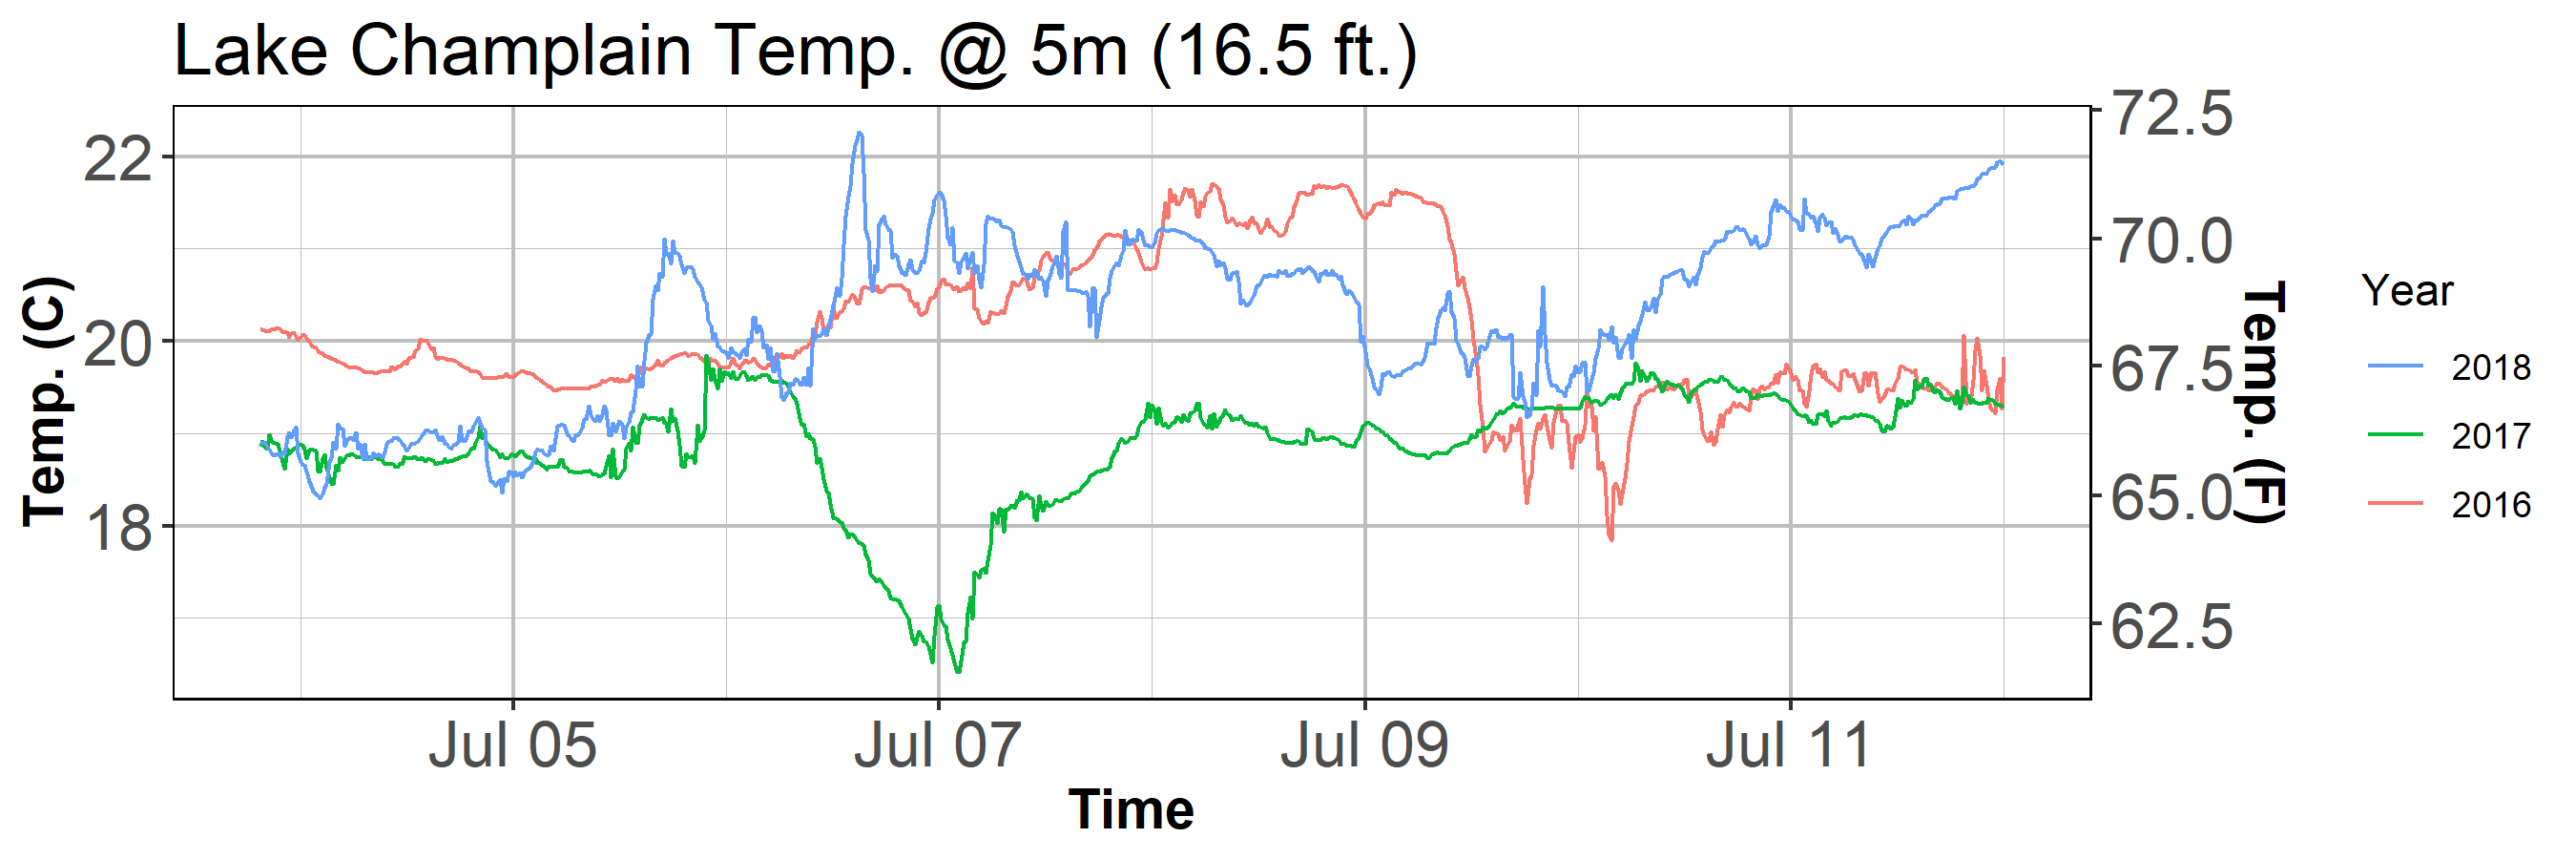 Lake Champlain Temp. @ 5m (16.5 ft.)
Temp. (C)
22
20
18
72.5
70.0
67.5
65.0
62.5
Temp. (F)
Jul 05
Jul 07
Jul 09
Jul 11
Time
Year
2018
2017
2016